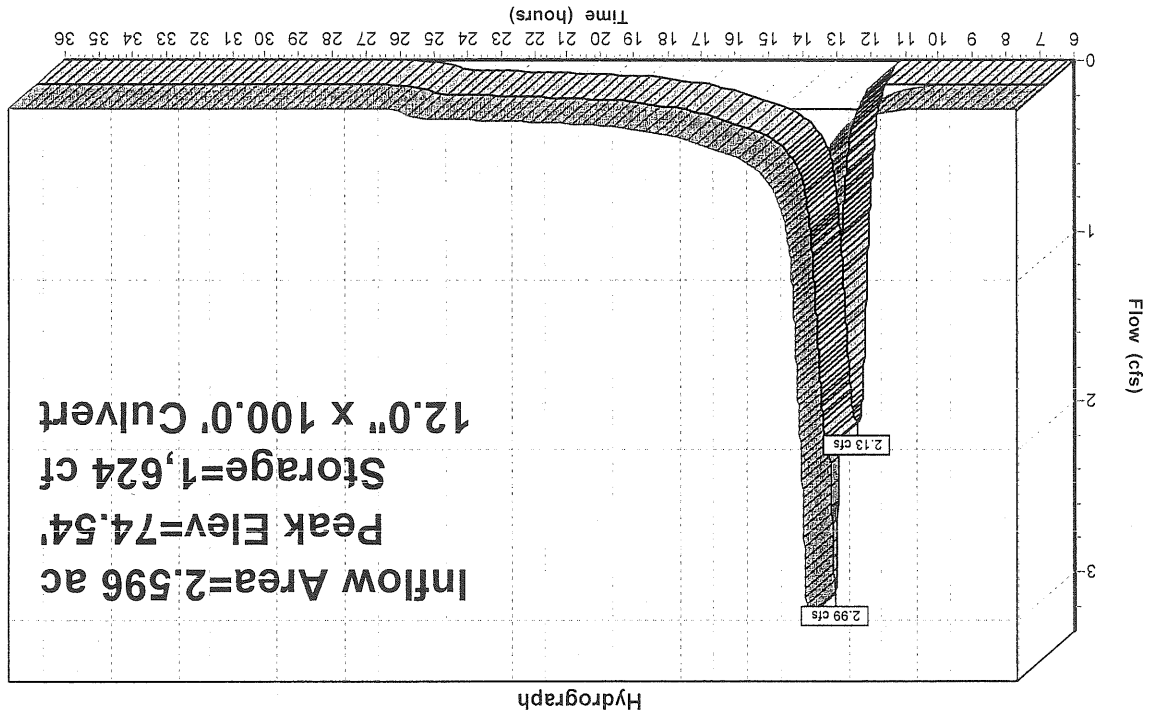 Hydrograph
2.99 cfs
3
Inflow Area=2.596 ac
Peak Elev=74.54'
Storage=1,624 cf
12.0" x 100.0' Culvert
2.13 cfs
2
Flow (cfs)
1
0
6 7 8 9 10 11 12 13 14 15 16 17 18 19 20 21 22 23 24 25 26 27 28 29 30 31 32 33 34 35 36
Time (hours)